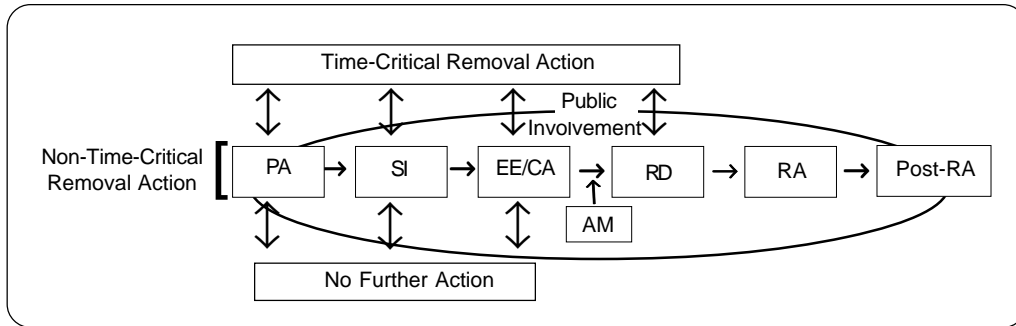 Time-Critical Removal Action
Public
Involvement
Non-Time-Critical
Removal Action
PA
SI
EE/CA
RD
RA
Post-RA
AM
No Further Action